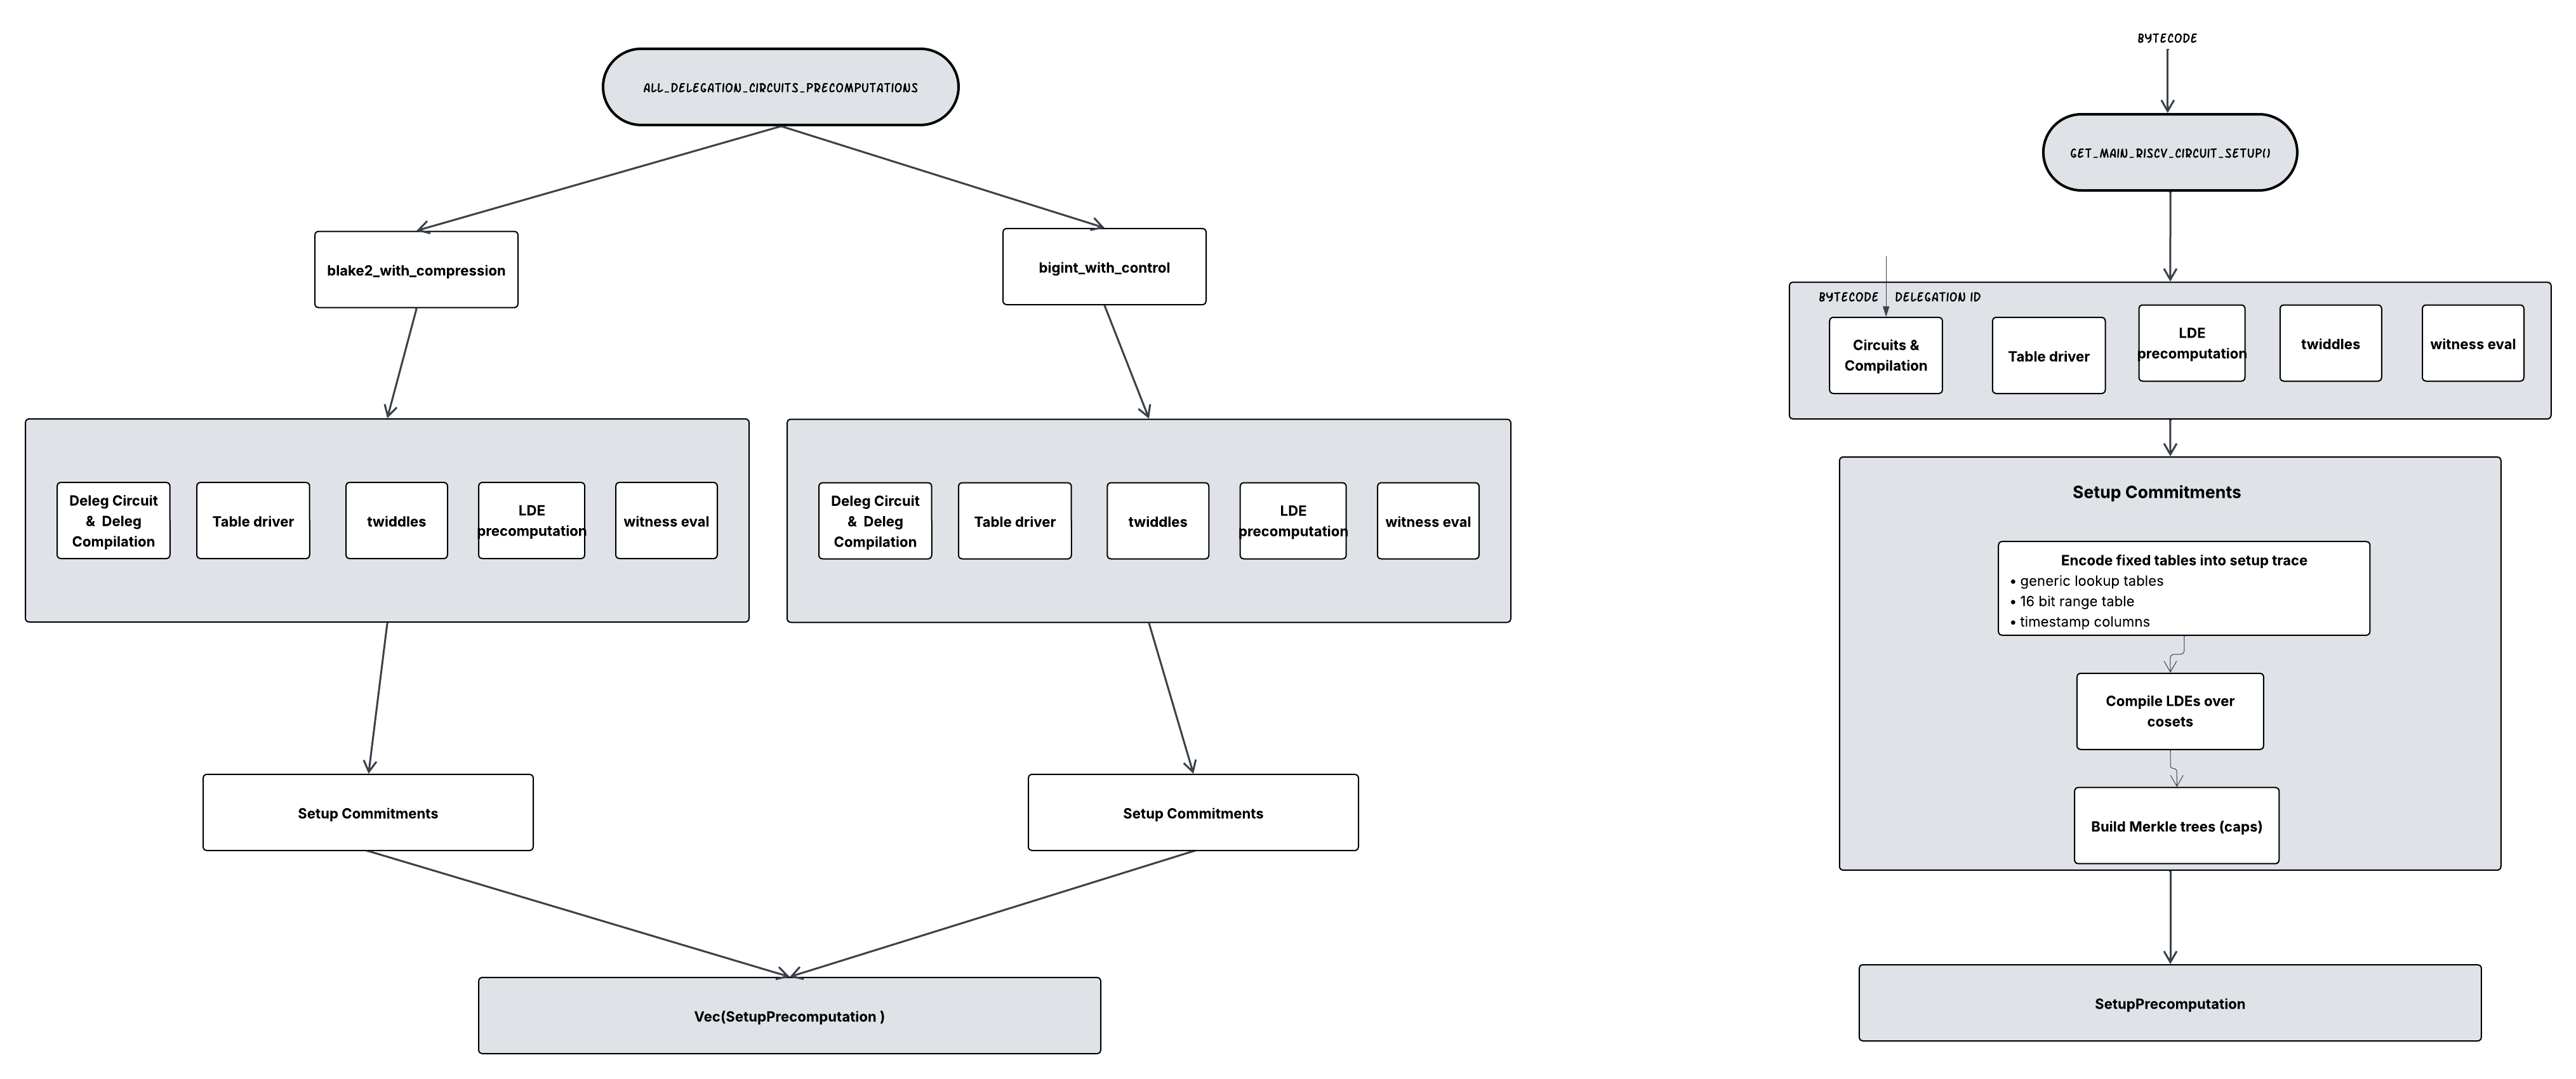 ALL_DELEGATION_CIRCUITS_PRECOMPUTATIONS
blake2_with_compression
bigint_with_control
Deleg Circuit
& Deleg
Compilation
Table driver
twiddles
LDE
precomputation
witness eval
Deleg Circuit
& Deleg
Compilation
Table driver
twiddles
LDE
precomputation
witness eval
Setup Commitments
Setup Commitments
Vec(SetupPrecomputation )
BYTECODE
GET_MAIN_RISCV_CIRCUIT_SETUP()
BYTECODE
DELEGATION ID
Circuits &
Compilation
Table driver
LDE
precomputation
twiddles
witness eval
Setup Commitments
Encode fixed tables into setup trace
• generic lookup tables
• 16 bit range table
• timestamp columns
Compile LDEs over
cosets
Build Merkle trees (caps)
SetupPrecomputation